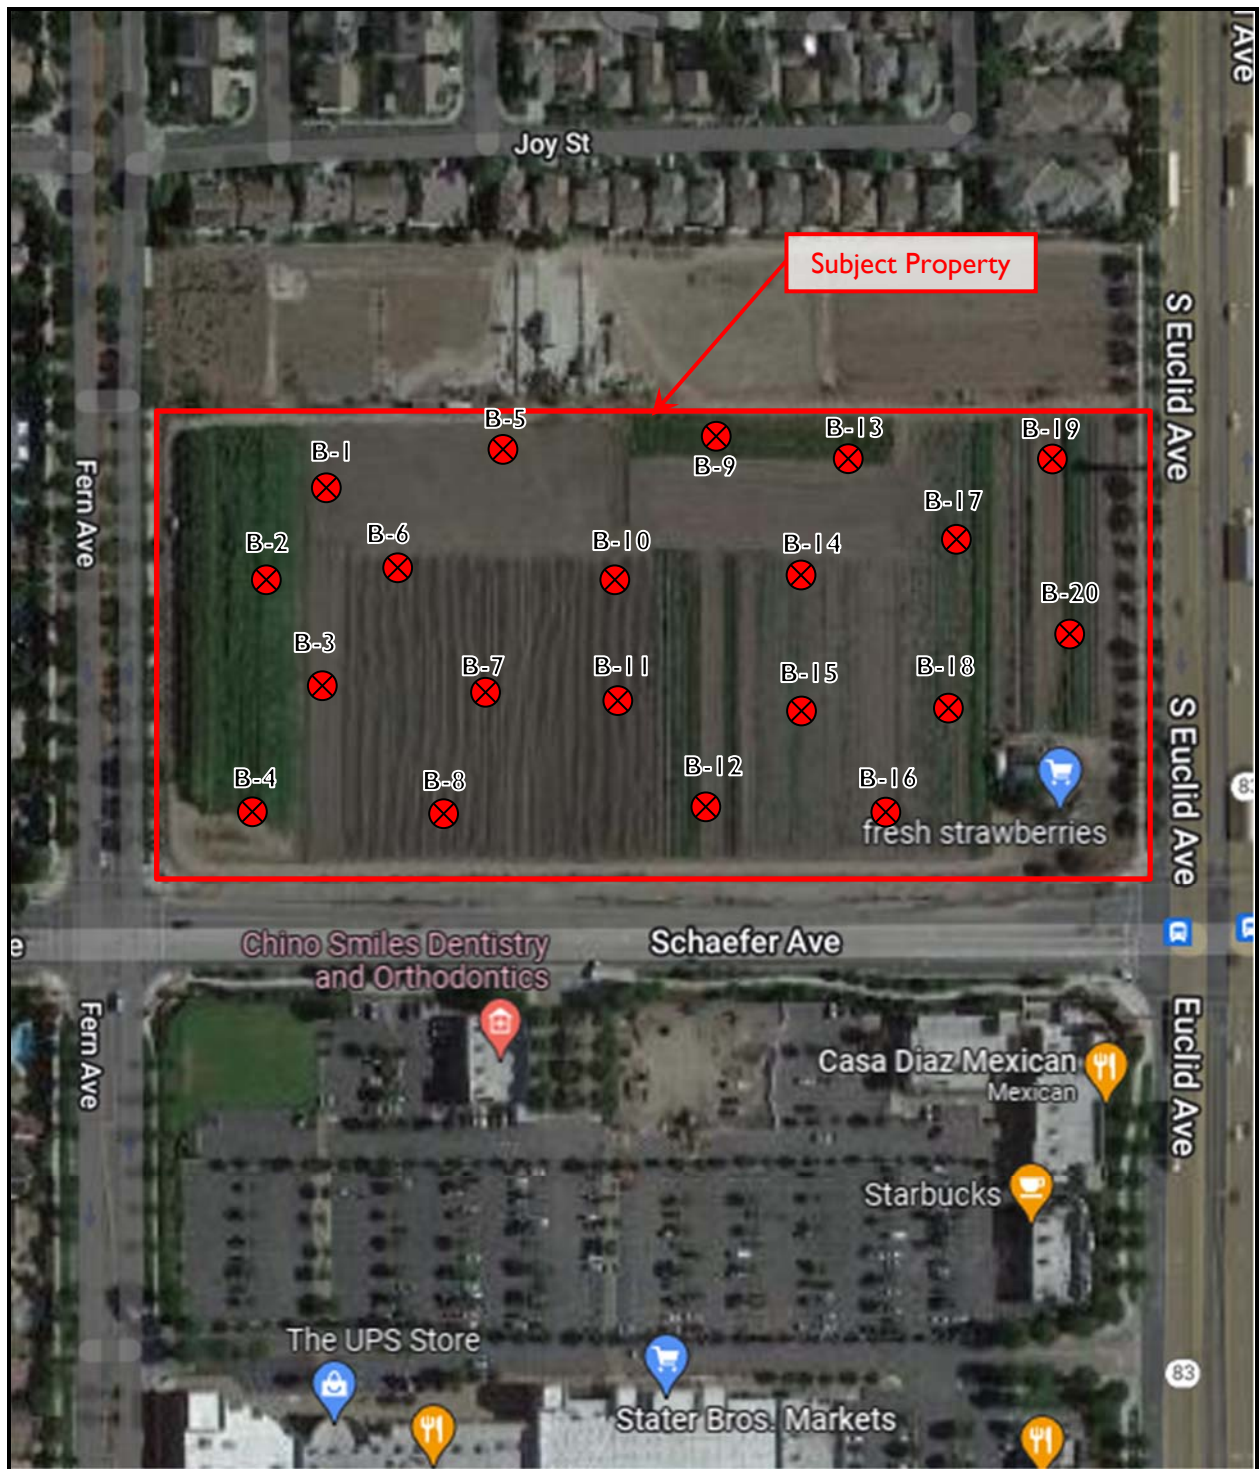 Ave
Joy St
Subject Property
S Euclid Ave
B-5
B-13
B-19
B-1
B-9
Fern Ave
B-17
B-2
B-6
B-10
B-14
B-20
B-3
B-7
B-11
B-15
B-18
S Euclid Ave
B-4
B-8
B-12
B-16
fresh strawberries
e
Schaefer Ave
Chino Smiles Dentistry
and Orthodontics
Fern Ave
Euclid Ave
Casa Diaz Mexican
Mexican
Starbucks
The UPS Store
83
Stater Bros. Markets